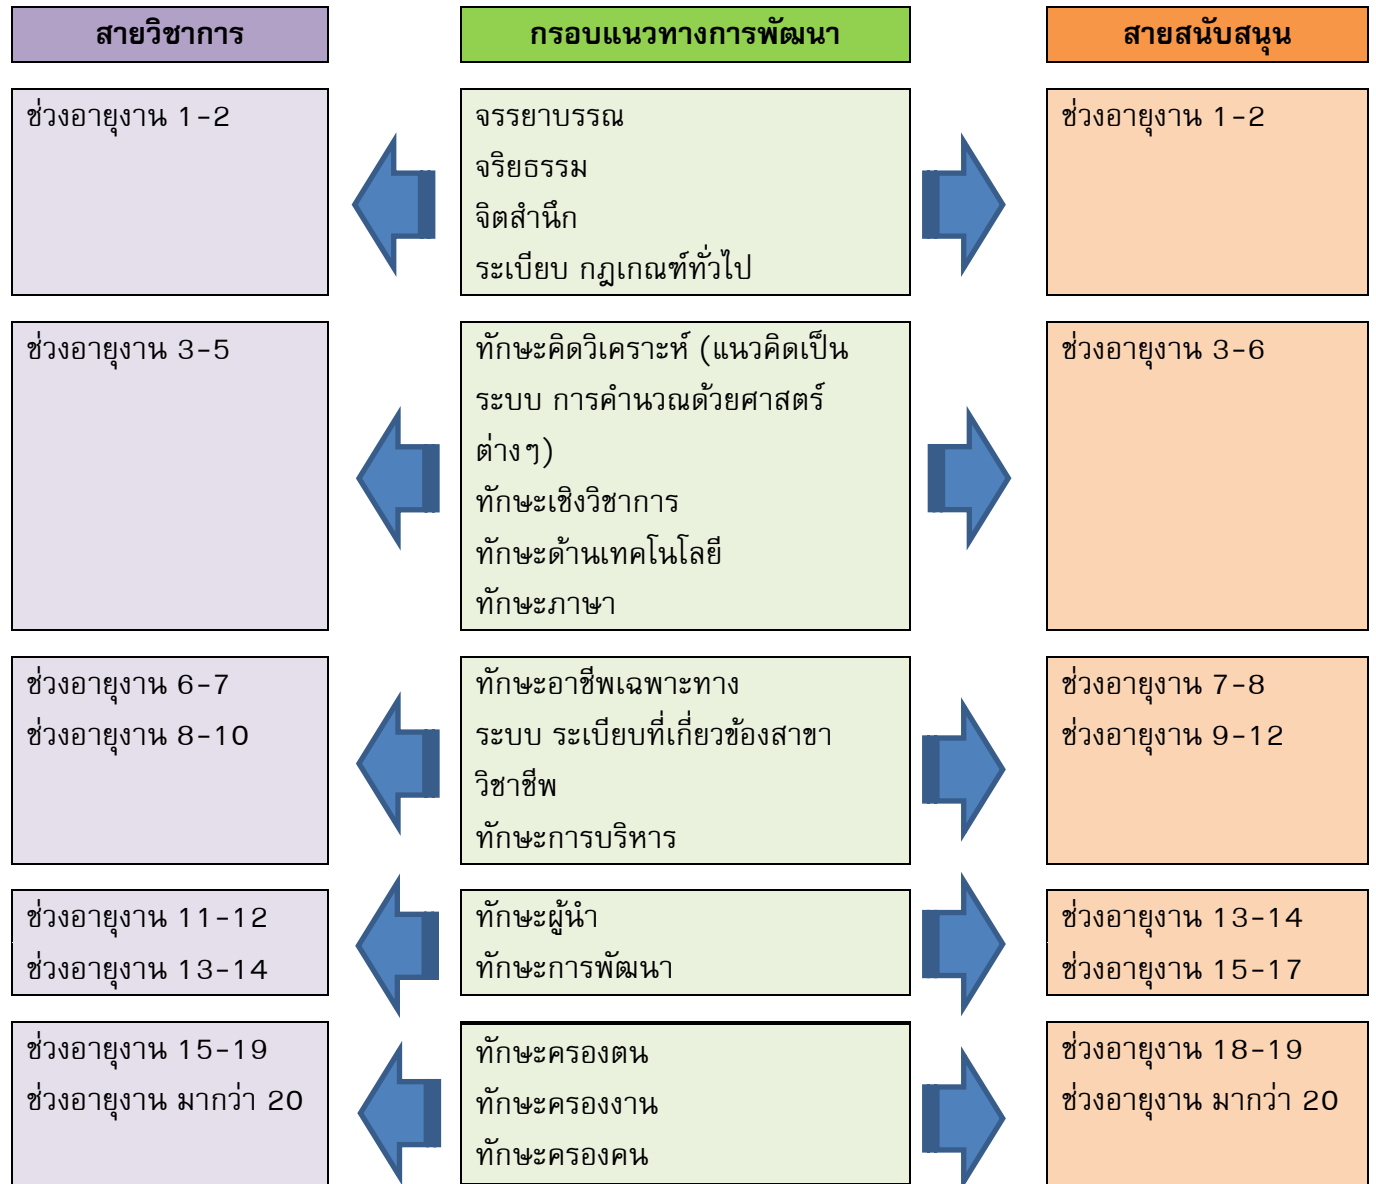 สายวิชาการ
กรอบแนวทางการพัฒนา
สายสนับสนุน
ช่วงอายุงาน 1-2
จรรยาบรรณ
จริยธรรม
จิตสำนึก
ระเบียบ กฎเกณฑ์ทั่วไป
ช่วงอายุงาน 1-2
ช่วงอายุงาน 3-5
ทักษะคิดวิเคราะห์ (แนวคิดเป็น
ระบบ การคำนวณด้วยศาสตร์
ต่างๆ)
ทักษะเชิงวิชาการ
ทักษะด้านเทคโนโลยี
ทักษะภาษา
ช่วงอายุงาน 3-6
ช่วงอายุงาน 6-7
ช่วงอายุงาน 8-10
ทักษะอาชีพเฉพาะทาง
ระบบ ระเบียบที่เกี่ยวข้องสาขา
วิชาชีพ
ทักษะการบริหาร
ช่วงอายุงาน 7-8
ช่วงอายุงาน 9-12
ช่วงอายุงาน 11-12
ช่วงอายุงาน 13-14
ทักษะผู้นำ
ทักษะการพัฒนา
ช่วงอายุงาน 13-14
ช่วงอายุงาน 15-17
ช่วงอายุงาน 15-19
ช่วงอายุงาน มากว่า 20
ทักษะครองตน
ทักษะครองงาน
ทักษะครองคน
ช่วงอายุงาน 18-19
ช่วงอายุงาน มากว่า 20